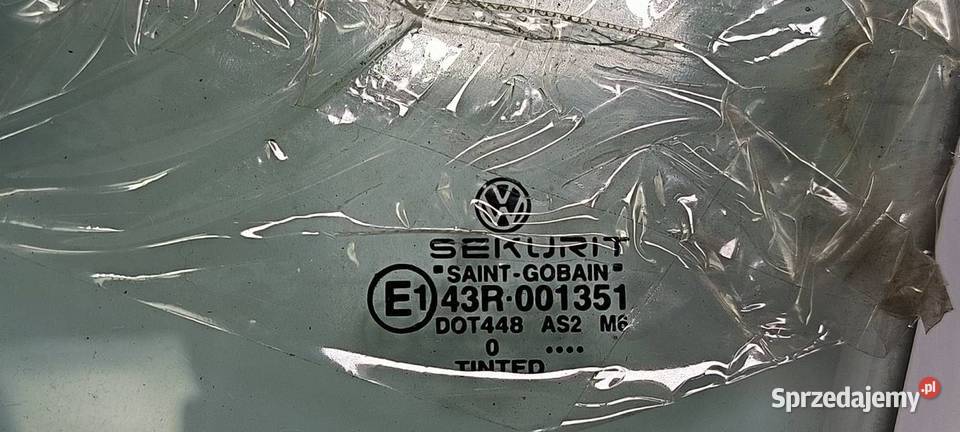 SEKURIT
"SAINT-GOBAIN"
E1 43R-001351
DOT448 AS2 M6
0 ....
TINTED
Sprzedajemy.pl